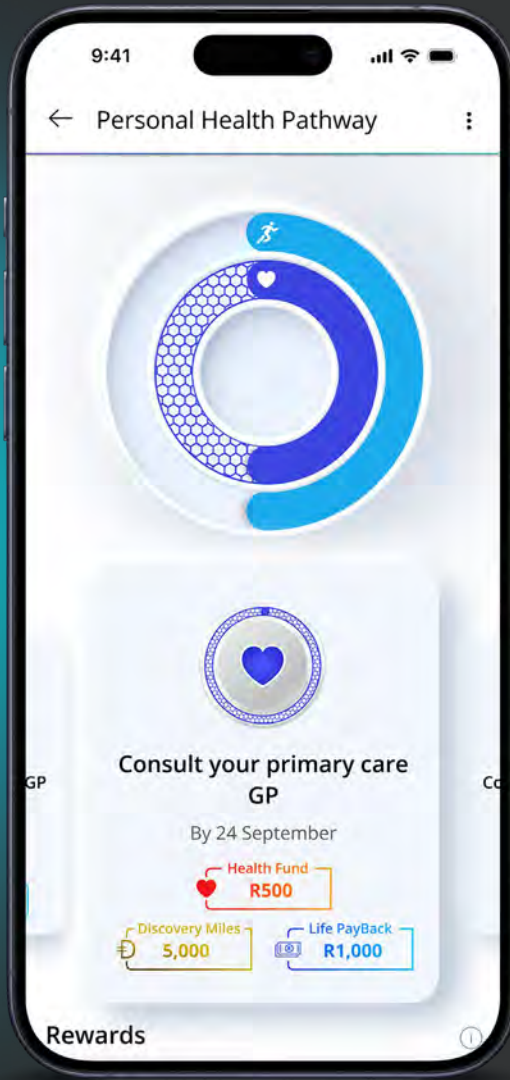 9:41
Personal Health Pathway
Consult your primary care
GP
By 24 September
GP
Co
Health Fund
R500
Discovery Miles
5,000
Life PayBack
R1,000
Rewards